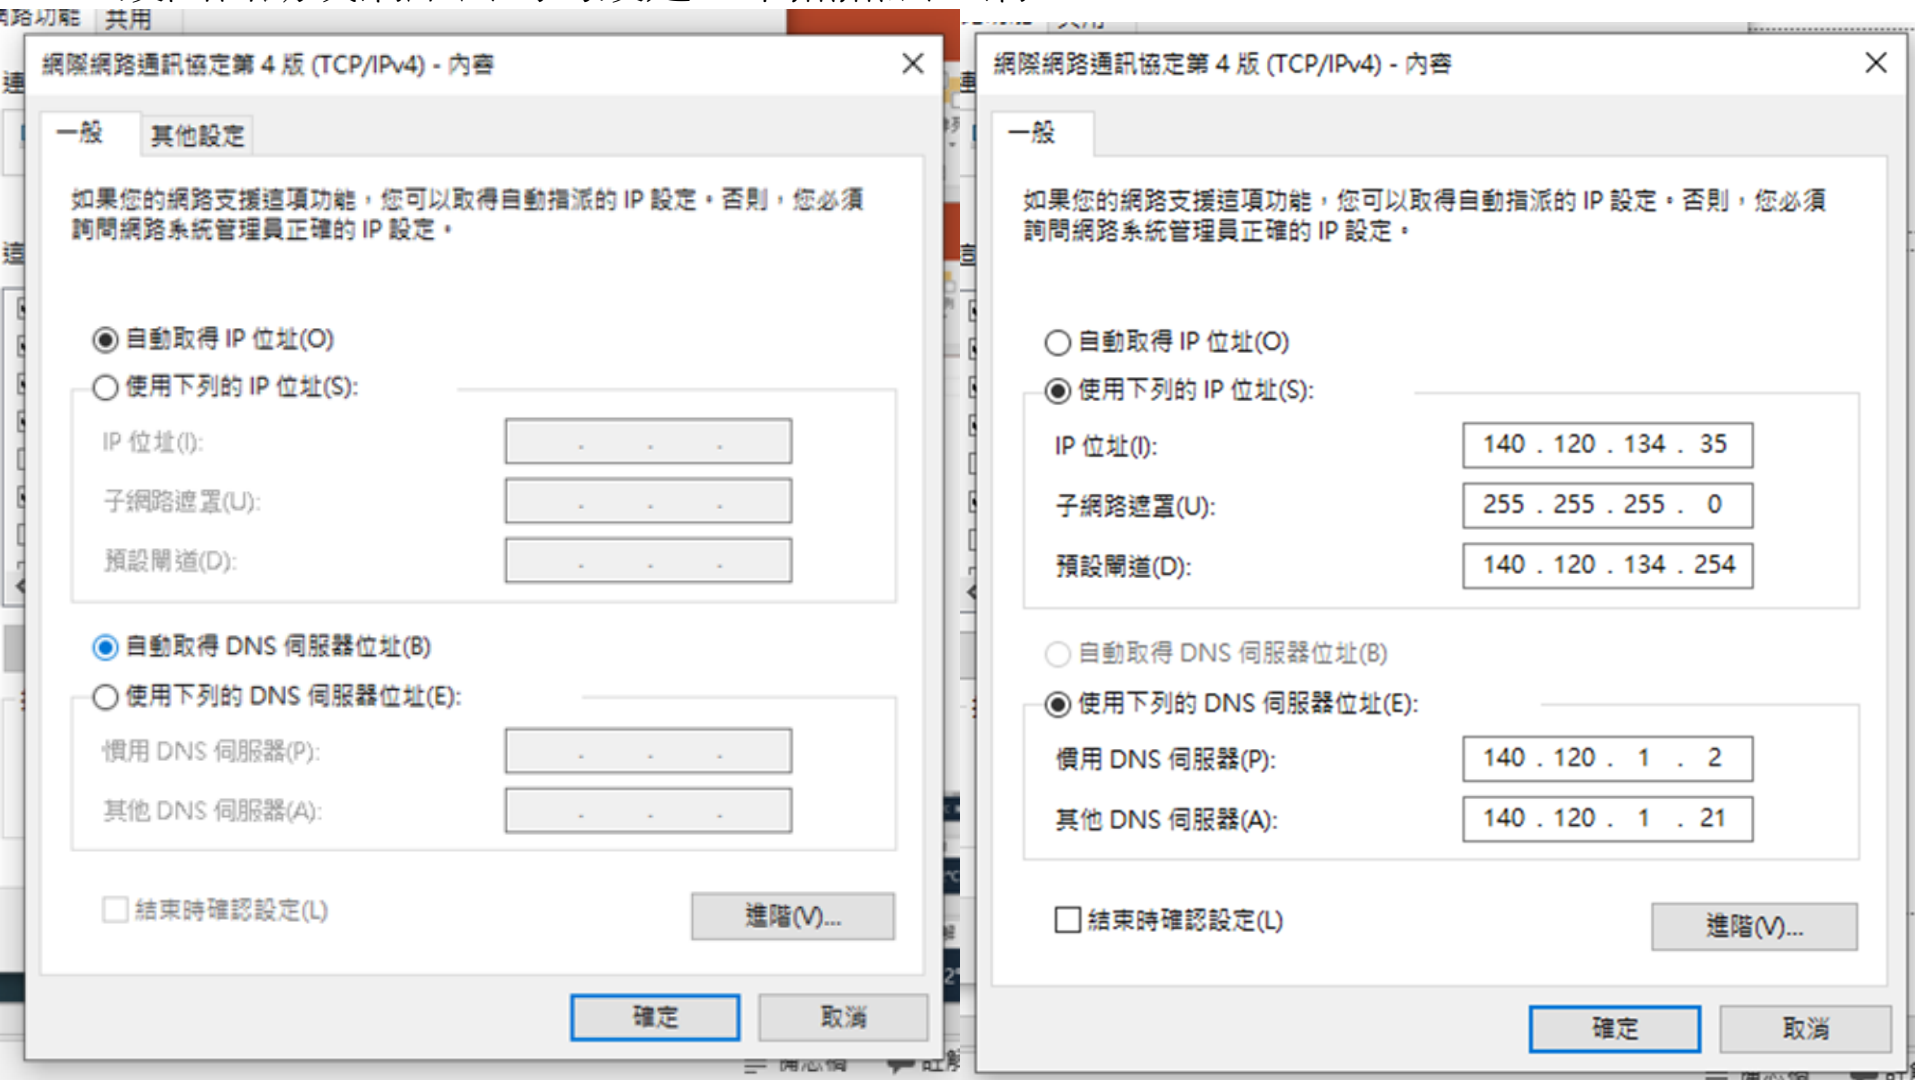 網際網路通訊協定第 4 版 (TCP/IPv4) - 內容
一般
其他設定
如果您的網路支援這項功能，您可以取得自動指派的 IP 設定。否則，您必須
詢問網路系統管理員正確的 IP 設定。
自動取得 IP 位址(O)
使用下列的 IP 位址(S):
IP 位址(I):
子網路遮罩(U):
預設閘道(D):
自動取得 DNS 伺服器位址(B)
使用下列的 DNS 伺服器位址(E):
慣用 DNS 伺服器(P):
其他 DNS 伺服器(A):
結束時確認設定(L)
進階(V)...
確定
取消
網際網路通訊協定第 4 版 (TCP/IPv4) - 內容
一般
如果您的網路支援這項功能，您可以取得自動指派的 IP 設定。否則，您必須
詢問網路系統管理員正確的 IP 設定。
自動取得 IP 位址(O)
使用下列的 IP 位址(S):
IP 位址(I): 140 . 120 . 134 . 35
子網路遮罩(U): 255 . 255 . 255 . 0
預設閘道(D): 140 . 120 . 134 . 254
自動取得 DNS 伺服器位址(B)
使用下列的 DNS 伺服器位址(E):
慣用 DNS 伺服器(P): 140 . 120 . 1 . 2
其他 DNS 伺服器(A): 140 . 120 . 1 . 21
結束時確認設定(L)
進階(V)...
確定
取消